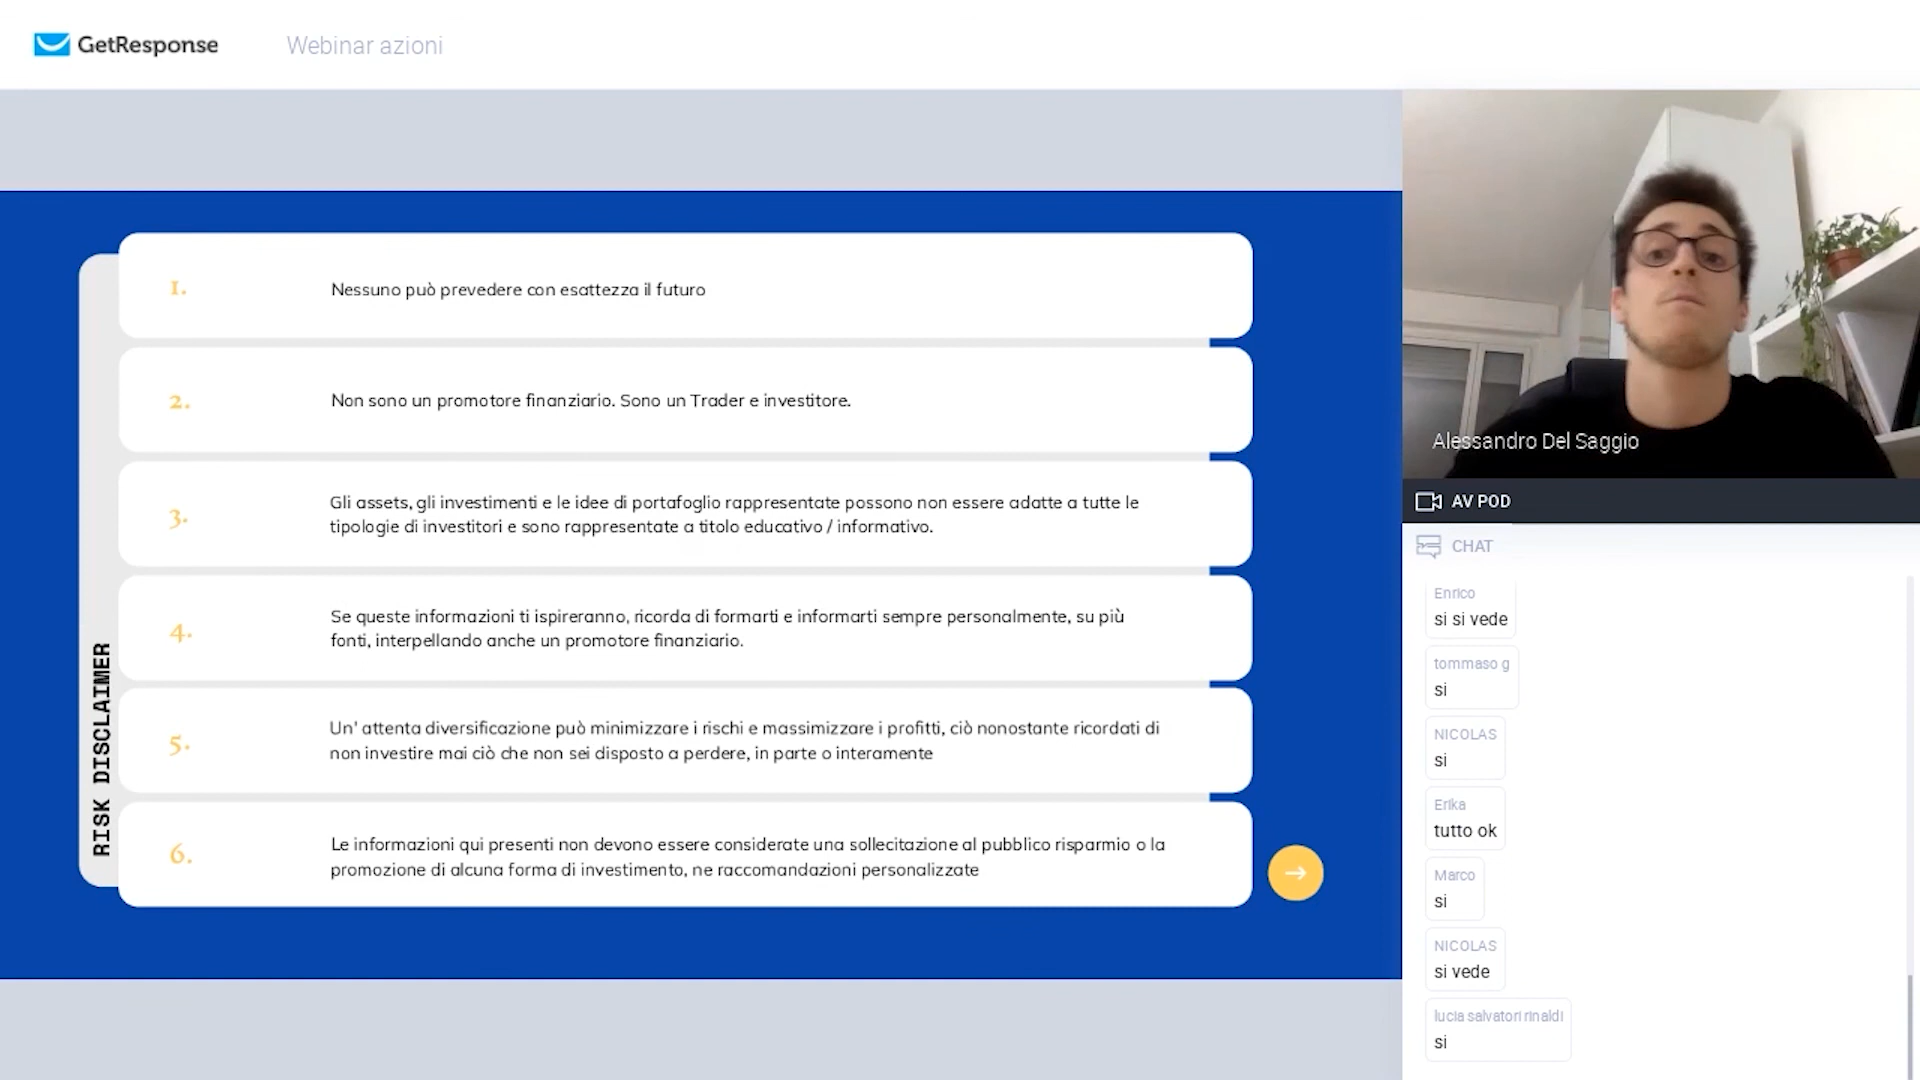 GetResponse
Webinar azioni
RISK DISCLAIMER
1.
Nessuno può prevedere con esattezza il futuro
2.
Non sono un promotore finanziario. Sono un Trader e investitore.
3.
Gli assets, gli investimenti e le idee di portafoglio rappresentate possono non essere adatte a tutte le
tipologie di investitori e sono rappresentate a titolo educativo / informativo.
4.
Se queste informazioni ti ispireranno, ricorda di formarti e informarti sempre personalmente, su più
fonti, interpellando anche un promotore finanziario.
5.
Un' attenta diversificazione può minimizzare i rischi e massimizzare i profitti, ciò nonostante ricordati di
non investire mai ciò che non sei disposto a perdere, in parte o interamente
6.
Le informazioni qui presenti non devono essere considerate una sollecitazione al pubblico risparmio o la
promozione di alcuna forma di investimento, ne raccomandazioni personalizzate
Alessandro Del Saggio
AV POD
CHAT
Enrico
si si vede
tommaso g
si
NICOLAS
si
Erika
tutto ok
Marco
si
NICOLAS
si vede
lucia salvatori rinaldi
si